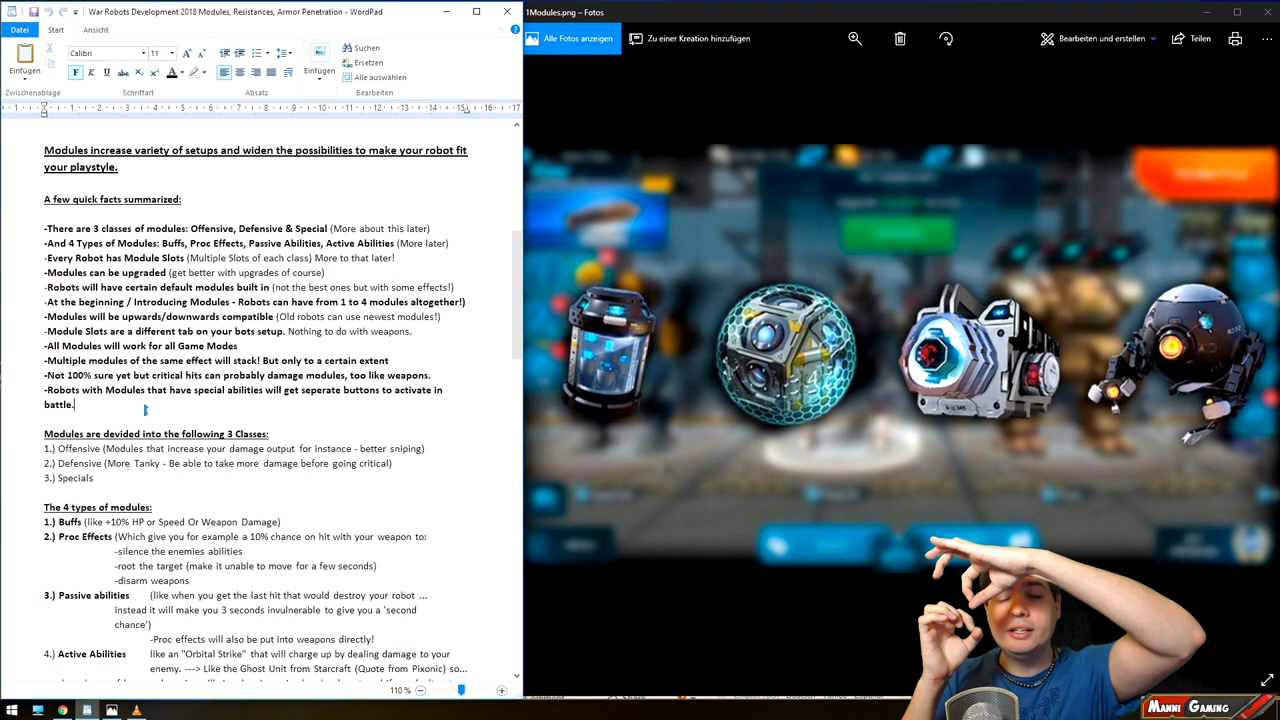 War Robots Development 2018 Modules, Resistances, Armor Penetration - WordPad
Datei Start Ansicht
Calibri 11
Einfügen
Suchen
Ersetzen
Alle auswählen
Einfügen
Zwischenablage Schriftart Absatz Bearbeiten
1 1 2 3 4 5 6 7 8 9 10 11 12 13 14 15 16 17
Modules increase variety of setups and widen the possibilities to make your robot fit
your playstyle.
A few quick facts summarized:
-There are 3 classes of modules: Offensive, Defensive & Special (More about this later)
-And 4 Types of Modules: Buffs, Proc Effects, Passive Abilities, Active Abilities (More later)
-Every Robot has Module Slots (Multiple Slots of each class) More to that later!
-Modules can be upgraded (get better with upgrades of course)
-Robots will have certain default modules built in (not the best ones but with some effects!)
-At the beginning / Introducing Modules - Robots can have from 1 to 4 modules altogether!)
-Modules will be upwards/downwards compatible (Old robots can use newest modules!)
-Module Slots are a different tab on your bots setup. Nothing to do with weapons.
-All Modules will work for all Game Modes
-Multiple modules of the same effect will stack! But only to a certain extent
-Not 100% sure yet but critical hits can probably damage modules, too like weapons.
-Robots with Modules that have special abilities will get seperate buttons to activate in
battle.
Modules are devided into the following 3 Classes:
1.) Offensive (Modules that increase your damage output for instance - better sniping)
2.) Defensive (More Tanky - Be able to take more damage before going critical)
3.) Specials
The 4 types of modules:
1.) Buffs (like +10% HP or Speed Or Weapon Damage)
2.) Proc Effects (Which give you for example a 10% chance on hit with your weapon to:
-silence the enemies abilities
-root the target (make it unable to move for a few seconds)
-disarm weapons
3.) Passive abilities (like when you get the last hit that would destroy your robot ...
instead it will make you 3 seconds invulnerable to give you a 'second
chance')
-Proc effects will also be put into weapons directly!
4.) Active Abilities like an "Orbital Strike" that will charge up by dealing damage to your
enemy. ---> Like the Ghost Unit from Starcraft (Quote from Pixonic) so...
110 %
1Modules.png - Fotos
Alle Fotos anzeigen Zu einer Kreation hinzufügen Bearbeiten und erstellen Teilen
MANNI GAMING